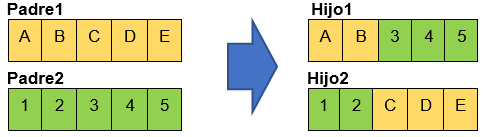 Padre1
A B C D E
Padre2
1 2 3 4 5
Hijo1
A B 3 4 5
Hijo2
1 2 C D E